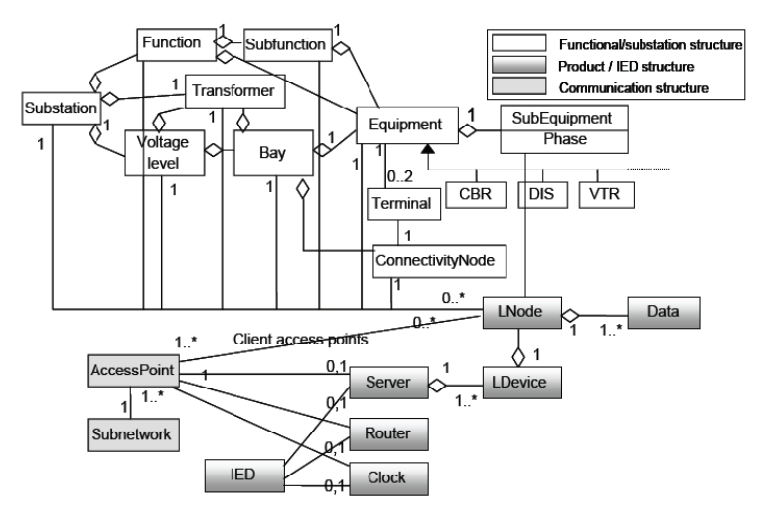 Function
1
Subfunction
1
Functional/substation structure
Product / IED structure
Communication structure
Substation
1
Transformer
Equipment
1
SubEquipment
Phase
Voltage
level
Bay
1
1
1
1
1
1
1
0..2
CBR
DIS
VTR
Terminal
1
ConnectivityNode
1
0..*
LNode
1
1..*
Data
0..*
1..*
Client access points
AccessPoint
1
0,1
Server
1
1..*
LDevice
1
1..*
0,1
1
Subnetwork
Router
0,1
IED
0,1
Clock